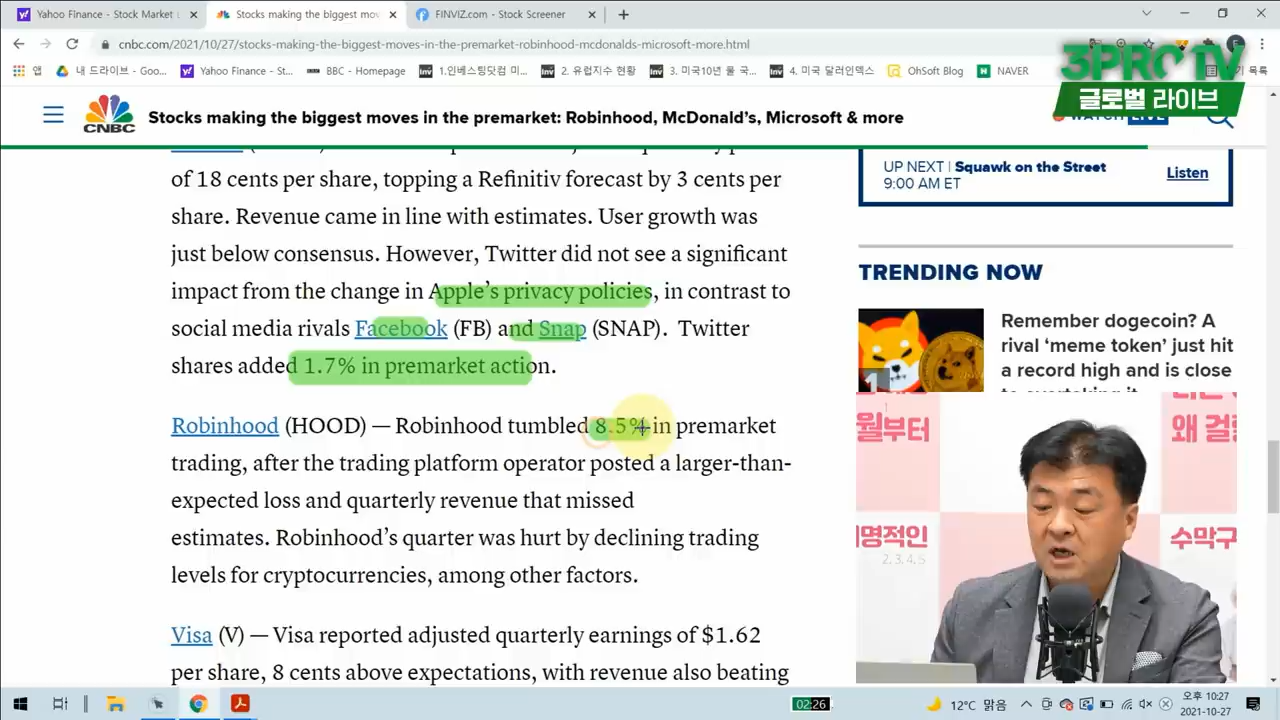 Yahoo Finance - Stock Market L
Stocks making the biggest mov
FINVIZ.com - Stock Screener
cnbc.com/2021/10/27/stocks-making-the-biggest-moves-in-the-premarket-robinhood-mcdonalds-microsoft-more.html
앱
내 드라이브 - Goo...
Yahoo Finance - St...
BBC - Homepage
1.인베스팅닷컴 미...
2. 유럽지수 현황
3. 미국10년 물 국...
4. 미국 달러인덱스
OhSoft Blog
NAVER
목록
3PRO TV
글로벌 라이브
CNBC
Stocks making the biggest moves in the premarket: Robinhood, McDonald's, Microsoft & more
WATCH LIVE
of 18 cents per share, topping a Refinitiv forecast by 3 cents per
share. Revenue came in line with estimates. User growth was
just below consensus. However, Twitter did not see a significant
impact from the change in Apple's privacy policies, in contrast to
social media rivals Facebook (FB) and Snap (SNAP). Twitter
shares added 1.7% in premarket action.
Robinhood (HOOD) — Robinhood tumbled 8.5% in premarket
trading, after the trading platform operator posted a larger-than-
expected loss and quarterly revenue that missed
estimates. Robinhood's quarter was hurt by declining trading
levels for cryptocurrencies, among other factors.
Visa (V) — Visa reported adjusted quarterly earnings of $1.62
per share, 8 cents above expectations, with revenue also beating
UP NEXT | Squawk on the Street
9:00 AM ET
Listen
TRENDING NOW
1
Remember dogecoin? A
rival 'meme token' just hit
a record high and is close
월부터
왜 걸
명적인
2.3.4.5
수막구
02:26
12°C 맑음
오후 10:27
2021-10-27